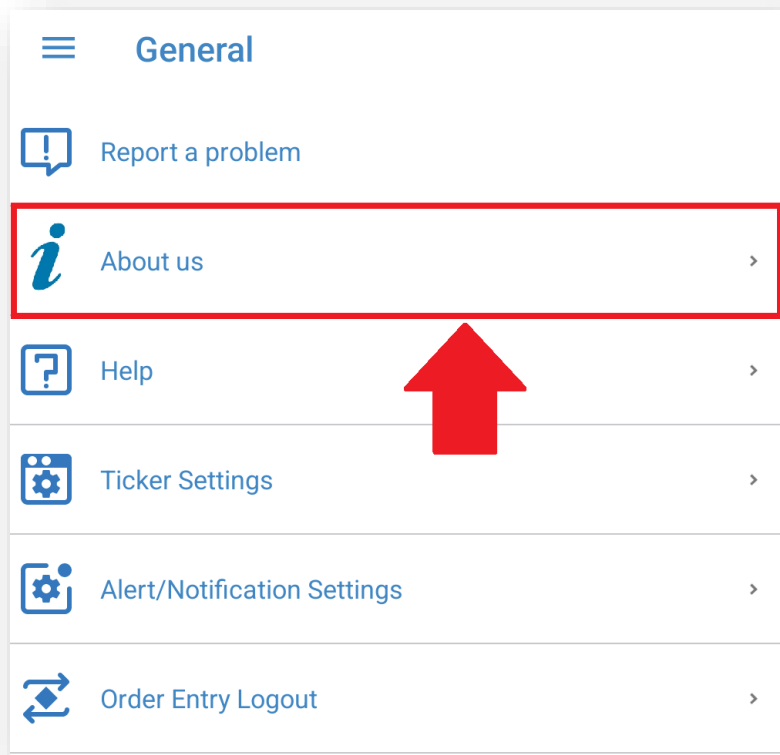 General
Report a problem
About us
Help
Ticker Settings
Alert/Notification Settings
Order Entry Logout